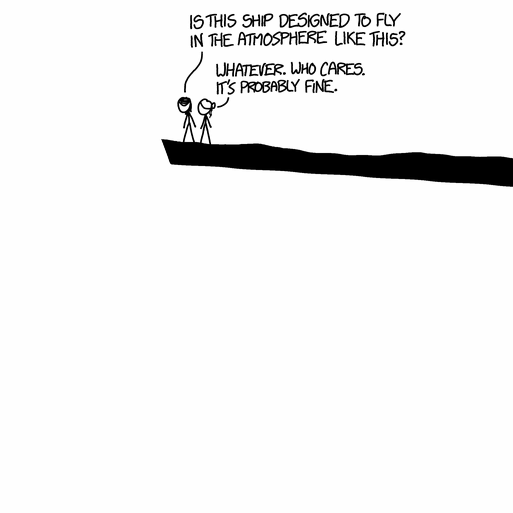 IS THIS SHIP DESIGNED TO FLY
IN THE ATMOSPHERE LIKE THIS?
WHATEVER. WHO CARES.
IT'S PROBABLY FINE.